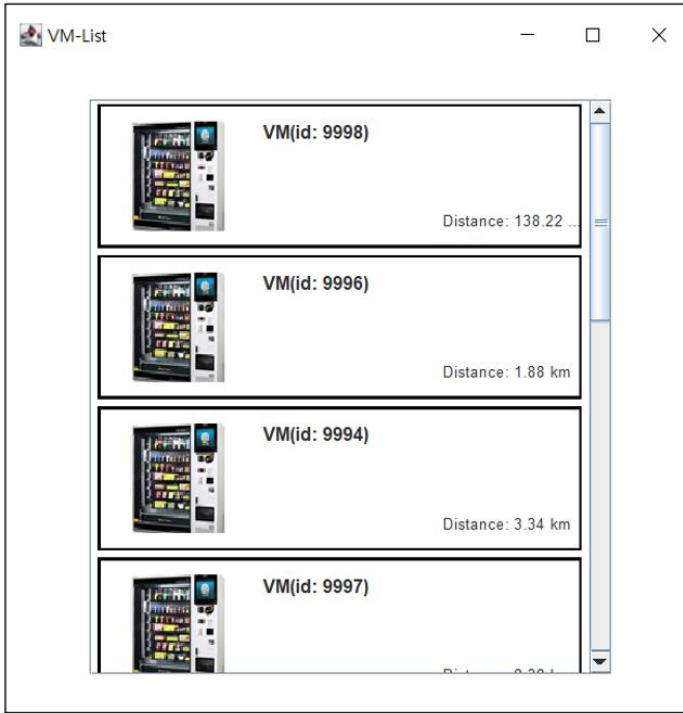 VM-List
VM(id: 9998)
Distance: 138.22 ...
VM(id: 9996)
Distance: 1.88 km
VM(id: 9994)
Distance: 3.34 km
VM(id: 9997)